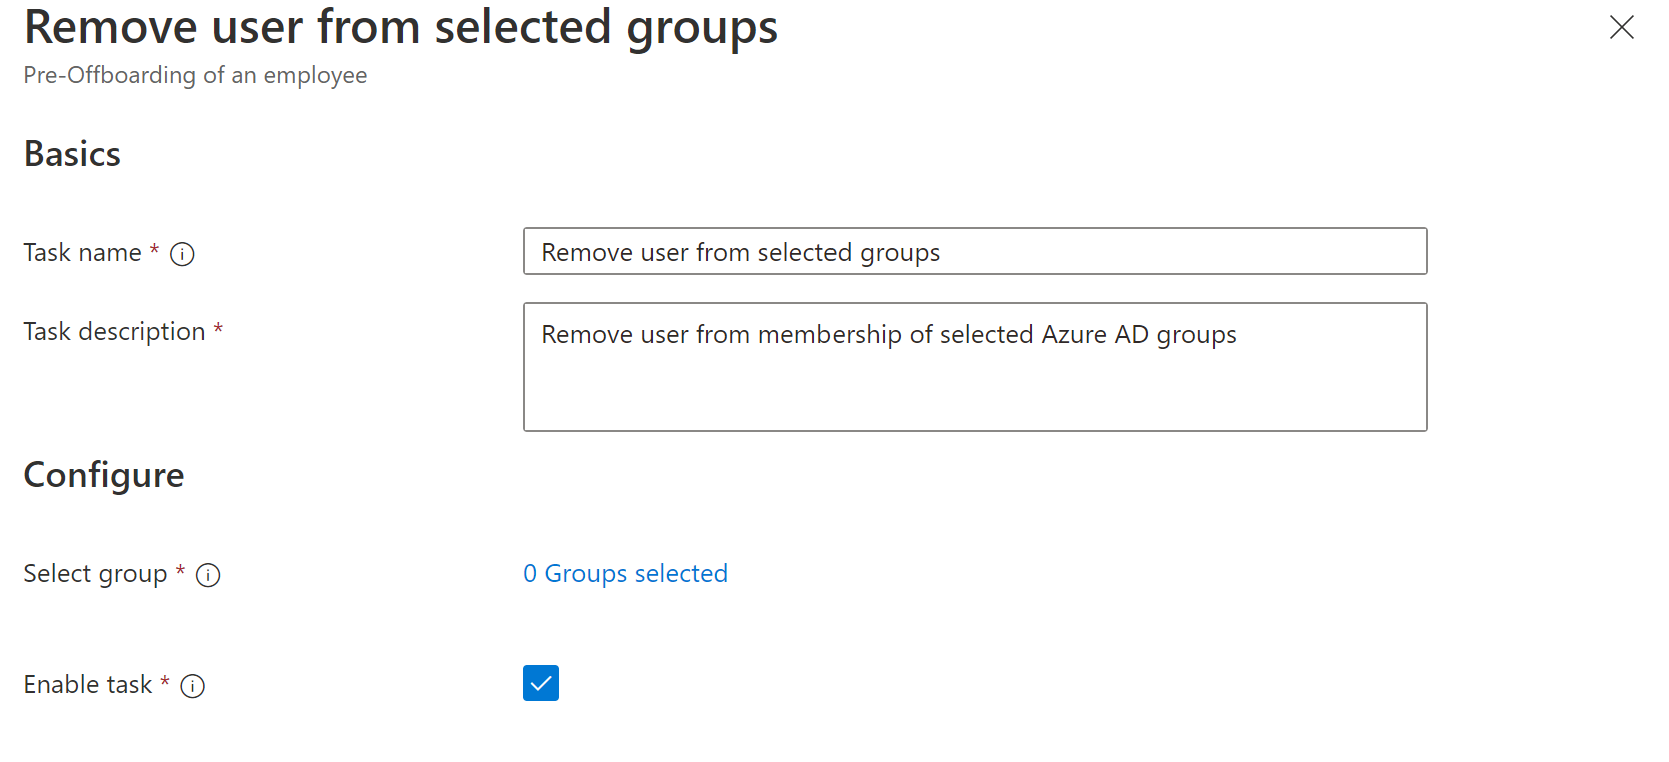 Remove user from selected groups
Pre-Offboarding of an employee
Basics
Task name *
Remove user from selected groups
Task description *
Remove user from membership of selected Azure AD groups
Configure
Select group *
0 Groups selected
Enable task *